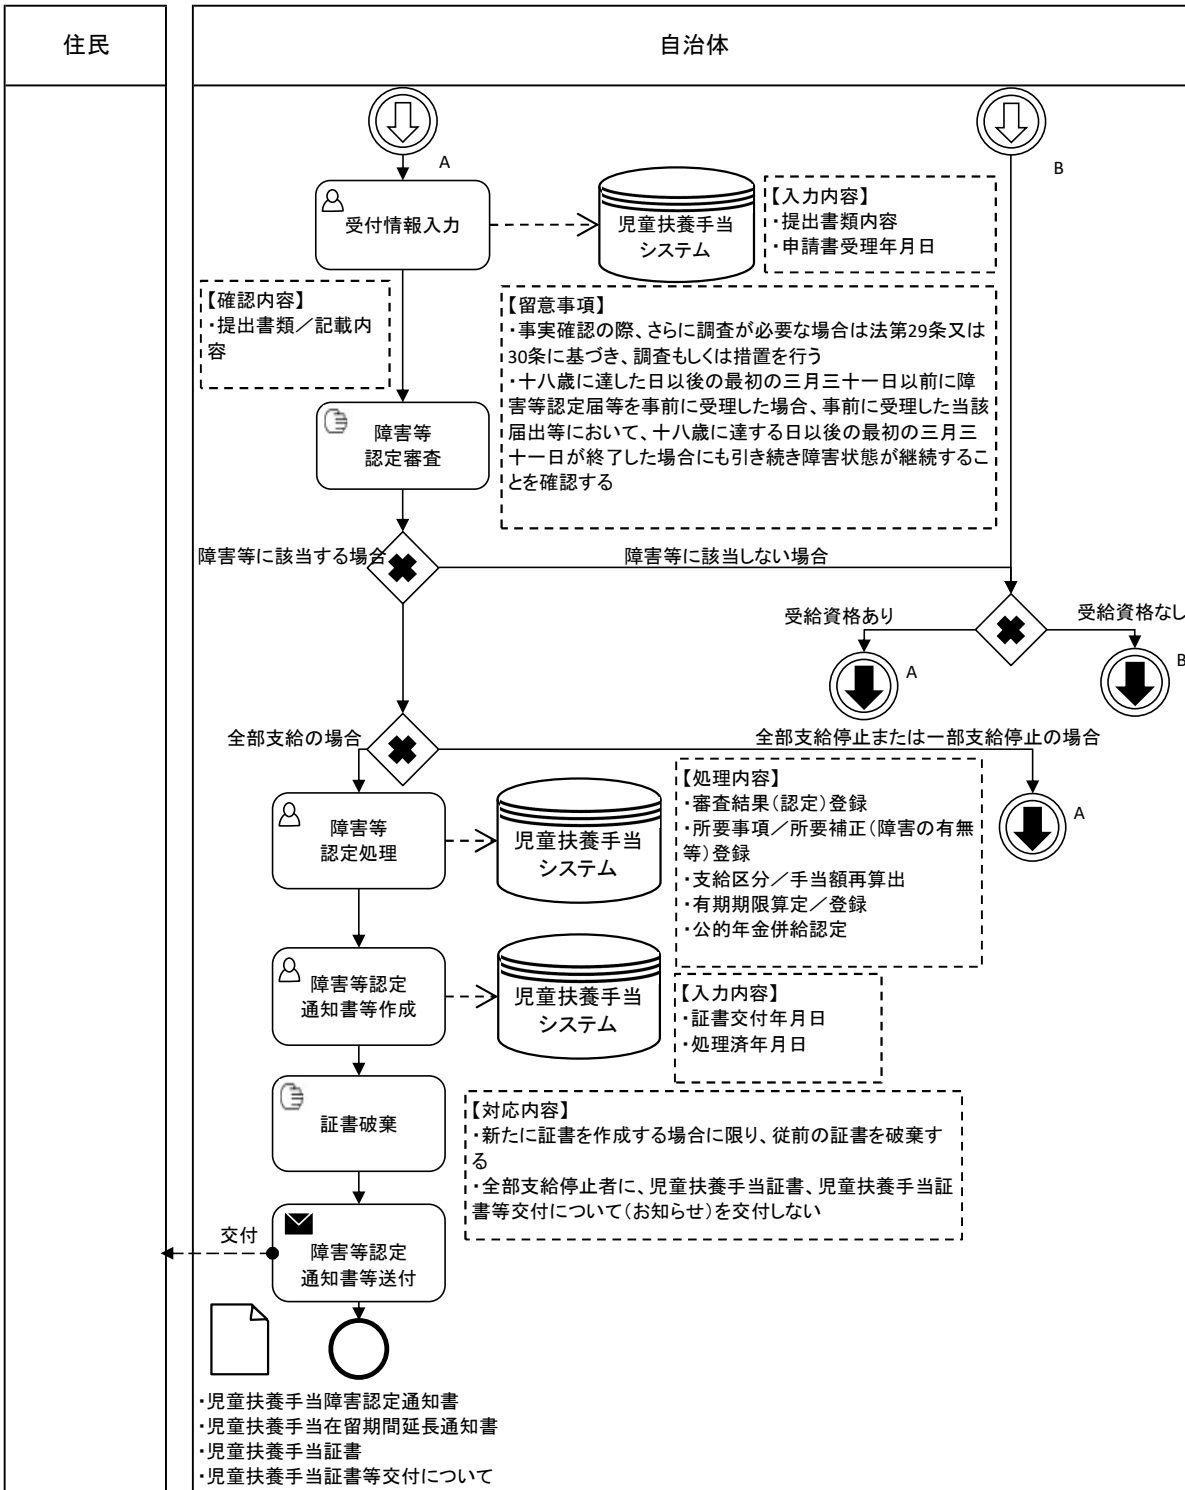 住民
自治体
A
B
受付情報入力
児童扶養手当
システム
【入力内容】
・提出書類内容
・申請書受理年月日
【確認内容】
・提出書類／記載内
容
【留意事項】
・事実確認の際、さらに調査が必要な場合は法第29条又は
30条に基づき、調査もしくは措置を行う
・十八歳に達した日以後の最初の三月三十一日以前に障
害等認定届等を事前に受理した場合、事前に受理した当該
届出等において、十八歳に達する日以後の最初の三月三
十一日が終了した場合にも引き続き障害状態が継続するこ
とを確認する
障害等
認定審査
障害等に該当する場合
障害等に該当しない場合
受給資格あり
受給資格なし
A
B
全部支給の場合
全部支給停止または一部支給停止の場合
A
障害等
認定処理
児童扶養手当
システム
【処理内容】
・審査結果（認定）登録
・所要事項／所要補正（障害の有無
等）登録
・支給区分／手当額再算出
・有期期限算定／登録
・公的年金併給認定
障害等認定
通知書等作成
児童扶養手当
システム
【入力内容】
・証書交付年月日
・処理済年月日
証書破棄
【対応内容】
・新たに証書を作成する場合に限り、従前の証書を破棄す
る
・全部支給停止者に、児童扶養手当証書、児童扶養手当証
書等交付について（お知らせ）を交付しない
交付
障害等認定
通知書等送付
・児童扶養手当障害認定通知書
・児童扶養手当在留期間延長通知書
・児童扶養手当証書
・児童扶養手当証書等交付について